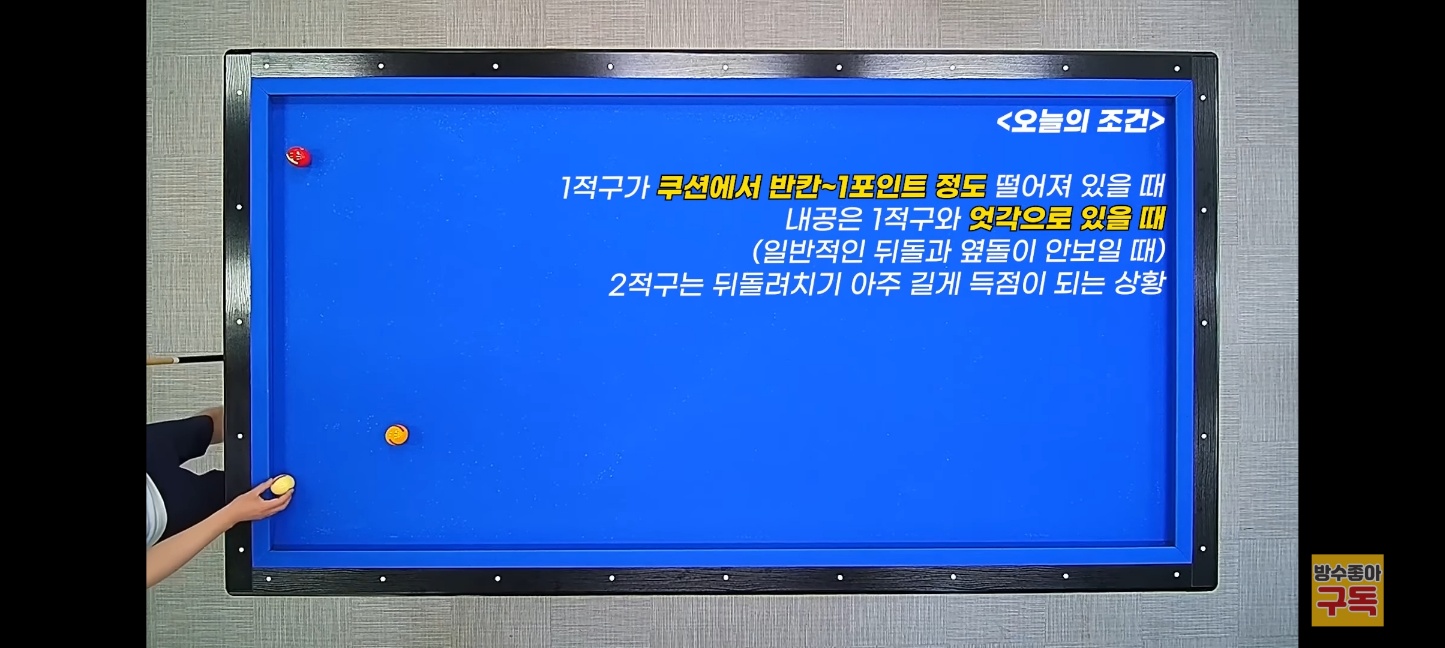 <오늘의 조건>
1적구가 쿠션에서 반칸~1포인트 정도 떨어져 있을 때
내공은 1적구와 엇각으로 있을 때
(일반적인 뒤돌과 옆돌이 안보일 때)
2적구는 뒤돌려치기 아주 길게 득점이 되는 상황
방수좋아
구독